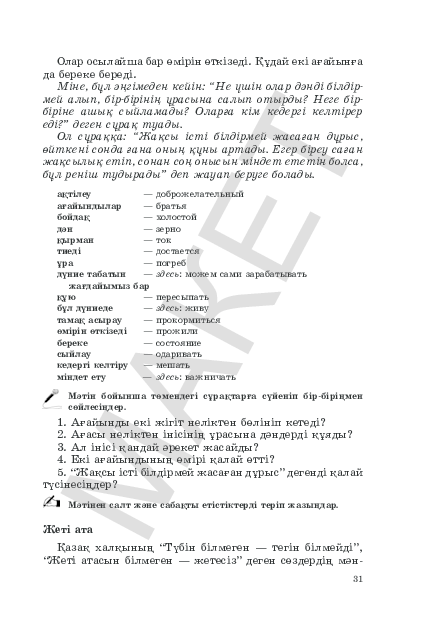 Олар осылайша бар өмірін өткізеді. Құдай екі ағайынға
да береке береді.
Міне, бұл әңгімеден кейін: “Не үшін олар дәнді білдір-
мей алып, бір-бірінің ұрасына салып отырды? Неге бір-
біріне ашық сыйламады? Оларға кім кедергі келтірер
еді?” деген сұрақ туады.
Ол сұраққа: “Жақсы істі білдірмей жасаған дұрыс,
өйткені сонда ғана оның құны артады. Егер біреу саған
жақсылық етіп, сонан соң онысын міндет ететін болса,
бұл реніш тудырады” деп жауап беруге болады.
ақтілеу — доброжелательный
ағайындылар — братья
бойдақ — холостой
дән — зерно
қырман — ток
тиеді — достается
ұра — погреб
дүние табатын — здесь: можем сами зарабатывать
жағдайымыз бар
құю — пересыпать
бұл дүниеде — здесь: живу
тамақ асырау — прокормиться
өмірін өткізеді — прожили
береке — состояние
сыйлау — одаривать
кедергі келтіру — мешать
міндет ету — здесь: важничать
Мәтін бойынша төмендегі сұрақтарға сүйеніп бір-біріңмен
сөйлесіңдер.
1. Ағайынды екі жігіт неліктен бөлініп кетеді?
2. Ағасы неліктен інісінің ұрасына дәндерді құяды?
3. Ал інісі қандай әрекет жасайды?
4. Екі ағайындының өмірі қалай өтті?
5. “Жақсы істі білдірмей жасаған дұрыс” дегенді қалай
түсінесіңдер?
Мәтінен салт және сабақты етістіктерді теріп жазыңдар.
Жеті ата
Қазақ халқының “Түбін білмеген — тегін білмейді”,
“Жеті атасын білмеген — жетесіз” деген сөздердің мән-
31
МАКЕТ